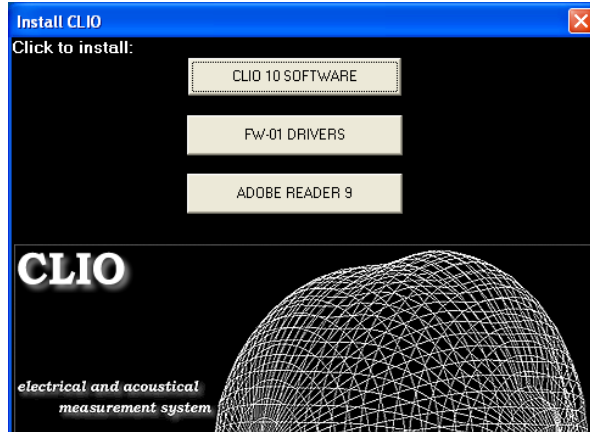 Install CLIO
Click to install:
CLIO 10 SOFTWARE
FW-01 DRIVERS
ADOBE READER 9
CLIO
electrical and acoustical
measurement system